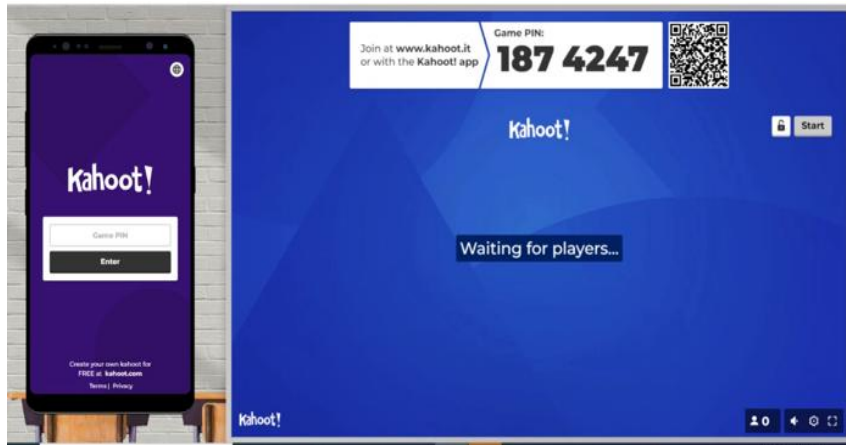 Kahoot!
Game PIN
Enter
Create your own kahoot for
FREE at kahoot.com
Terms | Privacy
Join at www.kahoot.it
or with the Kahoot! app
Game PIN:
187 4247
Kahoot!
Start
Waiting for players...
Kahoot!
0